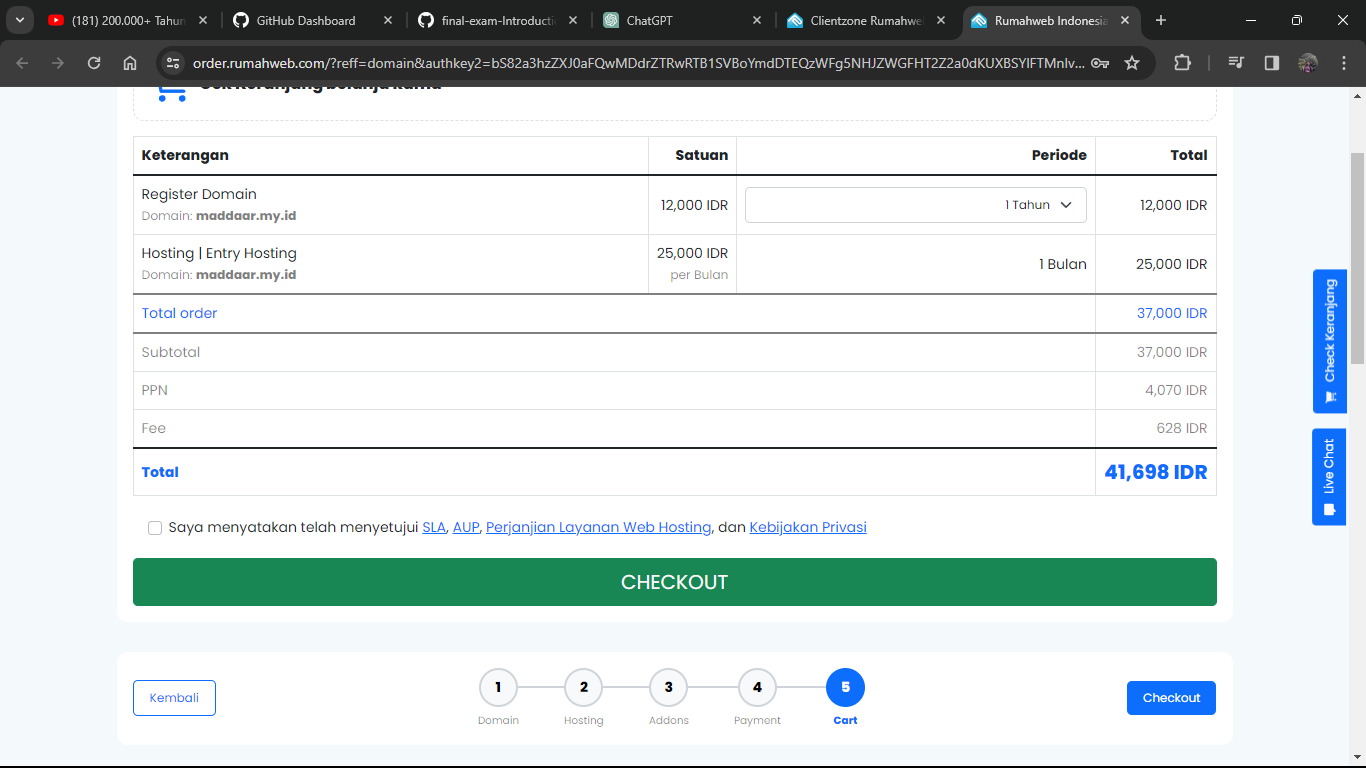 (181) 200.000+ Tahun
GitHub Dashboard
final-exam-Introducti
ChatGPT
Clientzone Rumahwe
Rumahweb Indonesia
order.rumahweb.com/?reff=domain&authkey2=bS82a3hzZXJ0aFQwMDdrZTRwRTB1SVBoYmdDTEQzWFg5NHJZWGFHT2Z2a0dKUXBSYlFTMnlv...
Cek Keranjang belanja kamu
Keterangan Satuan Periode Total
Register Domain
Domain: maddaar.my.id
12,000 IDR 1 Tahun 12,000 IDR
Hosting | Entry Hosting
Domain: maddaar.my.id
25,000 IDR
per Bulan
1 Bulan 25,000 IDR
Total order 37,000 IDR
Subtotal 37,000 IDR
PPN 4,070 IDR
Fee 628 IDR
Total 41,698 IDR
Saya menyatakan telah menyetujui SLA, AUP, Perjanjian Layanan Web Hosting, dan Kebijakan Privasi
CHECKOUT
Check Keranjang
Live Chat
Kembali
1 2 3 4 5
Domain Hosting Addons Payment Cart
Checkout